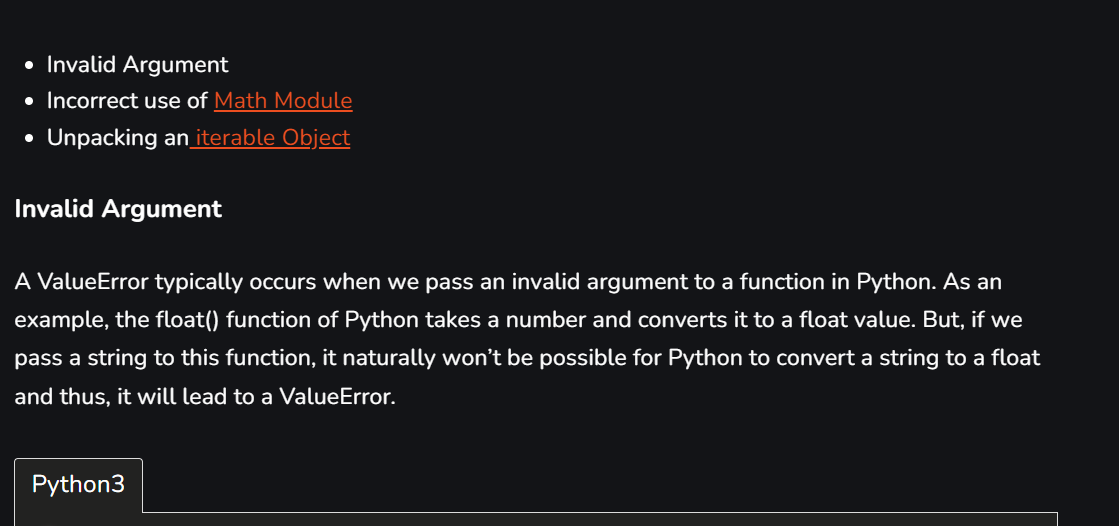 Invalid Argument
Incorrect use of Math Module
Unpacking an iterable Object
Invalid Argument
A ValueError typically occurs when we pass an invalid argument to a function in Python. As an
example, the float() function of Python takes a number and converts it to a float value. But, if we
pass a string to this function, it naturally won’t be possible for Python to convert a string to a float
and thus, it will lead to a ValueError.
Python3